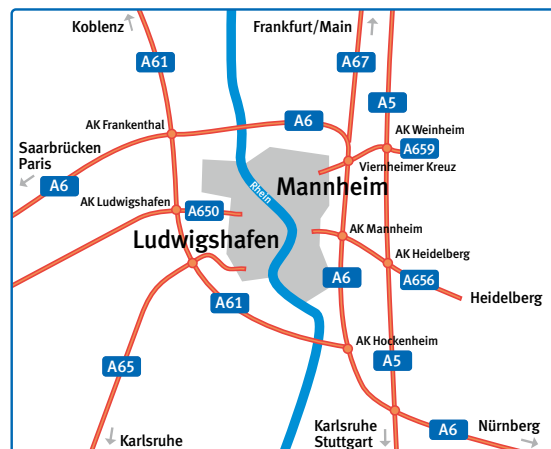 Koblenz
Frankfurt/Main
A61
A67
A5
A6
AK Frankenthal
AK Weinheim
A659
Saarbrücken
Paris
Viernheimer Kreuz
A6
Mannheim
Rhein
AK Ludwigshafen
A650
AK Mannheim
Ludwigshafen
AK Heidelberg
A6
A656
Heidelberg
A61
AK Hockenheim
A65
A5
Karlsruhe
Karlsruhe
Stuttgart
A6
Nürnberg